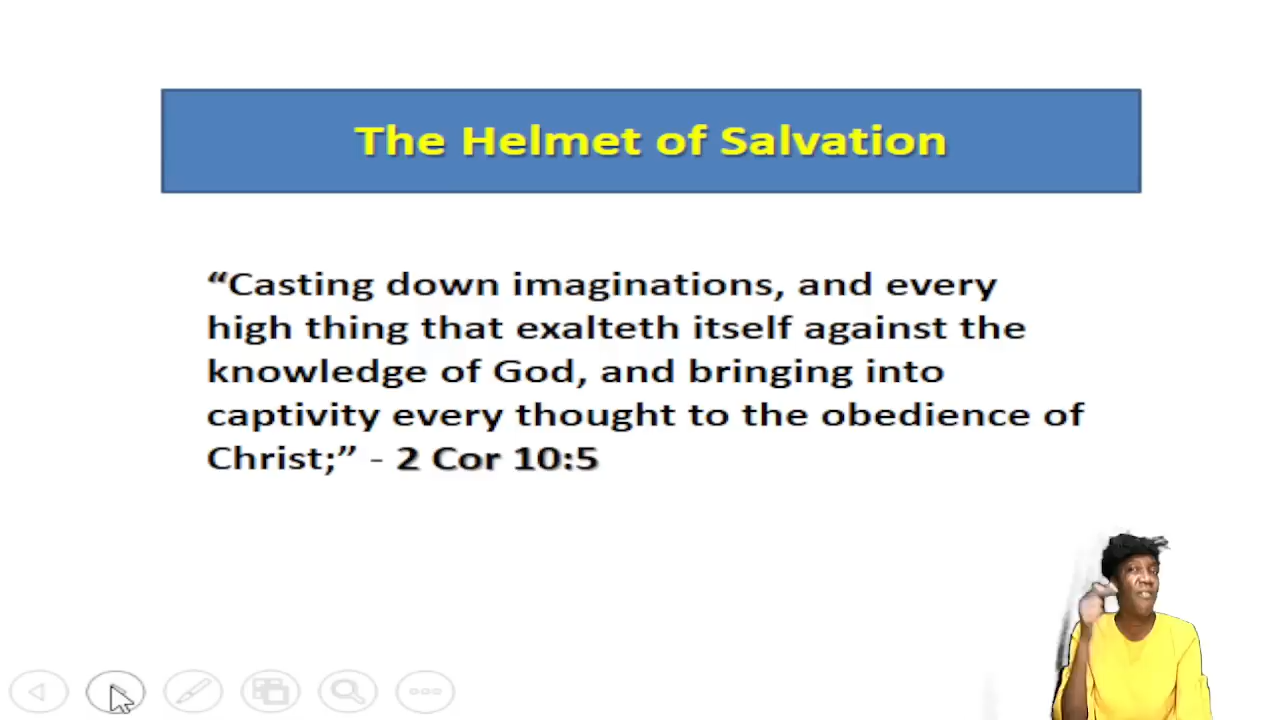 The Helmet of Salvation
“Casting down imaginations, and every
high thing that exalteth itself against the
knowledge of God, and bringing into
captivity every thought to the obedience of
Christ;” - 2 Cor 10:5